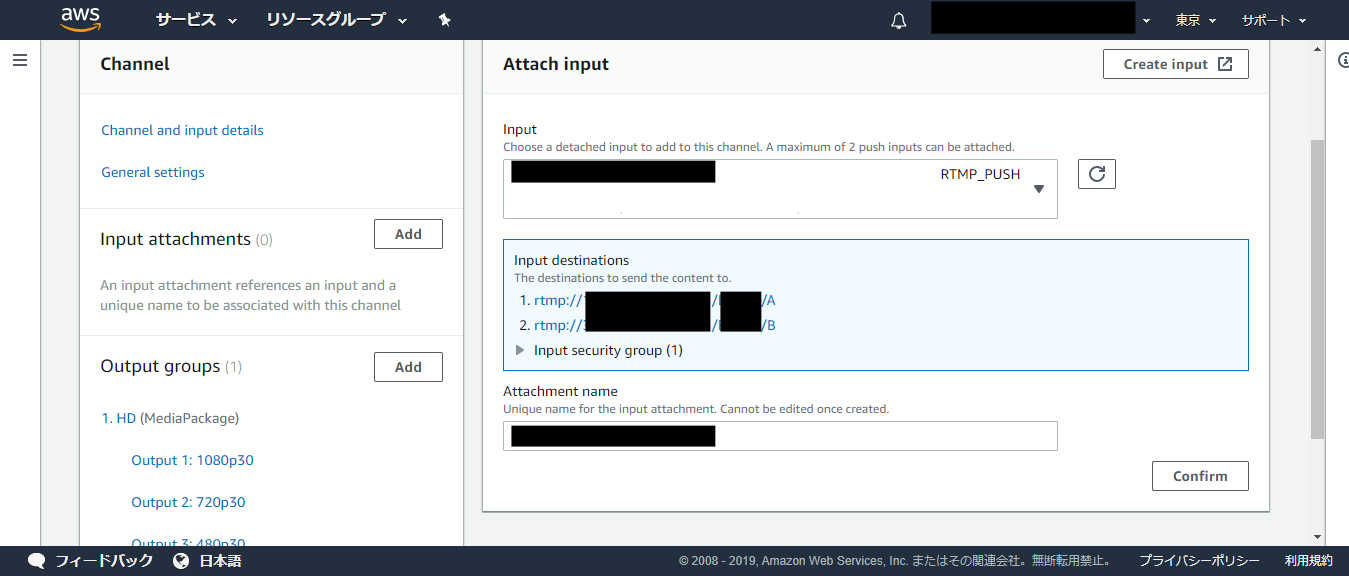 aws サービス リソースグループ 東京 サポート
Channel
Channel and input details
General settings
Input attachments (0)
Add
An input attachment references an input and a
unique name to be associated with this channel
Output groups (1)
Add
1. HD (MediaPackage)
Output 1: 1080p30
Output 2: 720p30
Output 3: 480p30
Attach input
Create input
Input
Choose a detached input to add to this channel. A maximum of 2 push inputs can be attached.
RTMP_PUSH
Input destinations
The destinations to send the content to.
1. rtmp:// / /A
2. rtmp:// / /B
Input security group (1)
Attachment name
Unique name for the input attachment. Cannot be edited once created.
Confirm
フィードバック 日本語 © 2008 - 2019, Amazon Web Services, Inc. またはその関連会社。無断転用禁止。 プライバシーポリシー 利用規約